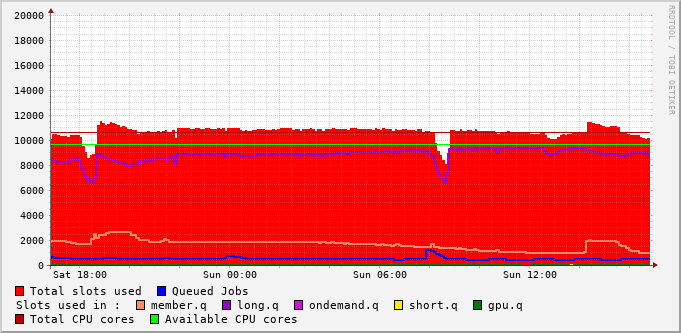 20000
18000
16000
14000
12000
10000
8000
6000
4000
2000
0
Sat 18:00 Sun 00:00 Sun 06:00 Sun 12:00
RRDTOOL / TOBI OETIKER
Total slots used Queued Jobs
Slots used in : member.q long.q ondemand.q short.q gpu.q
Total CPU cores Available CPU cores